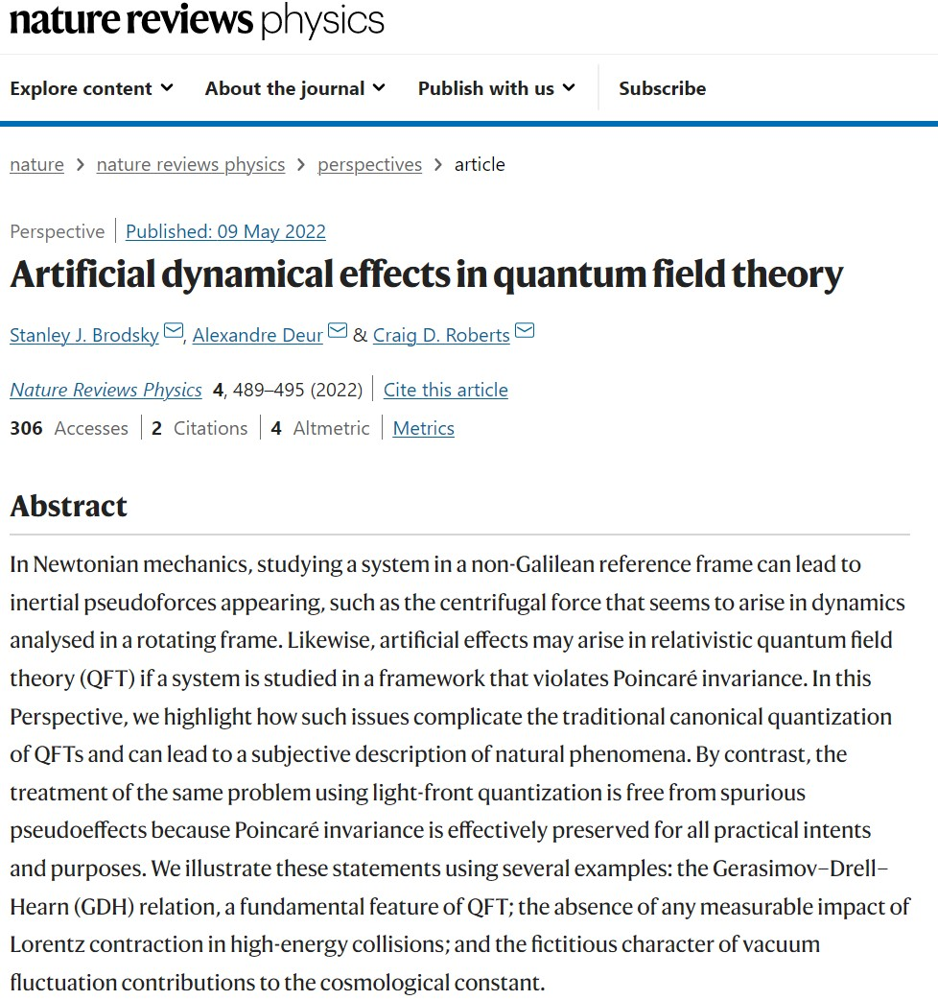 nature reviews physics
Explore content About the journal Publish with us Subscribe
nature > nature reviews physics > perspectives > article
Perspective | Published: 09 May 2022
Artificial dynamical effects in quantum field theory
Stanley J. Brodsky, Alexandre Deur & Craig D. Roberts
Nature Reviews Physics 4, 489–495 (2022) | Cite this article
306 Accesses | 2 Citations | 4 Altmetric | Metrics
Abstract
In Newtonian mechanics, studying a system in a non-Galilean reference frame can lead to
inertial pseudoforces appearing, such as the centrifugal force that seems to arise in dynamics
analysed in a rotating frame. Likewise, artificial effects may arise in relativistic quantum field
theory (QFT) if a system is studied in a framework that violates Poincaré invariance. In this
Perspective, we highlight how such issues complicate the traditional canonical quantization
of QFTs and can lead to a subjective description of natural phenomena. By contrast, the
treatment of the same problem using light-front quantization is free from spurious
pseudoeffects because Poincaré invariance is effectively preserved for all practical intents
and purposes. We illustrate these statements using several examples: the Gerasimov–Drell–
Hearn (GDH) relation, a fundamental feature of QFT; the absence of any measurable impact of
Lorentz contraction in high-energy collisions; and the fictitious character of vacuum
fluctuation contributions to the cosmological constant.